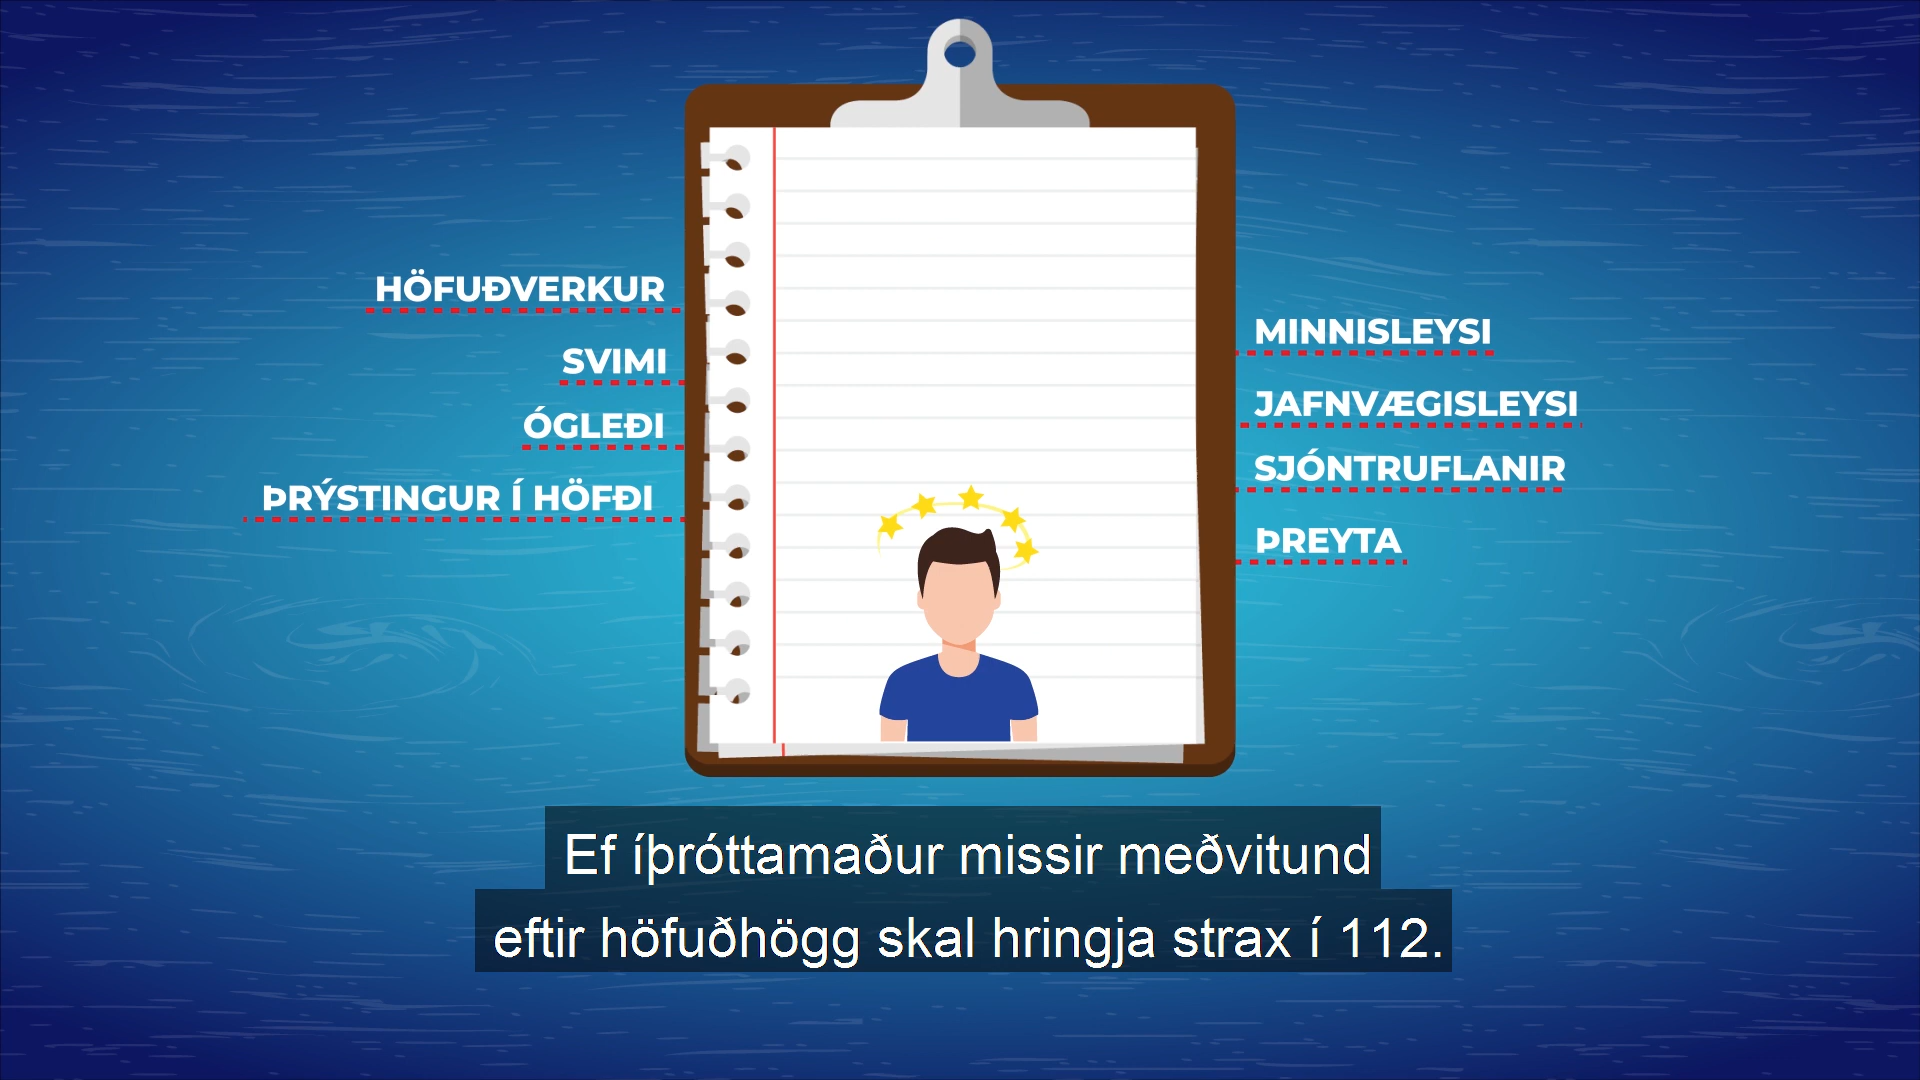 HÖFUÐVERKUR
SVIMI
ÓGLEÐI
ÞRÝSTINGUR Í HÖFÐI
MINNISLEYSI
JAFNVÆGISLEYSI
SJÓNTRUFLANIR
ÞREYTA
Ef íþróttamaður missir meðvitund
eftir höfuðhögg skal hringja strax í 112.